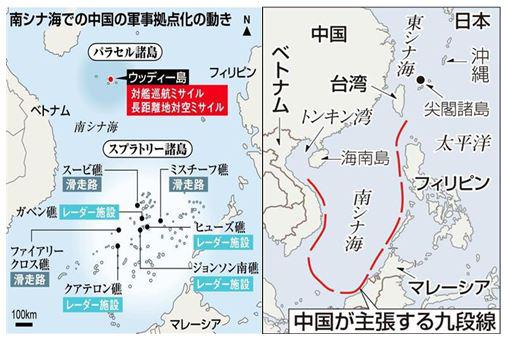 南シナ海での中国の軍事拠点化の動き
N
パラセル諸島
ウッディー島
対艦巡航ミサイル
長距離地対空ミサイル
フィリピン
ベトナム
南シナ海
スプラトリー諸島
スービ礁
滑走路
ミスチーフ礁
滑走路
ガベン礁
レーダー施設
ヒューズ礁
レーダー施設
ファイアリー
クロス礁
滑走路
ジョンソン南礁
レーダー施設
クアテロン礁
レーダー施設
100km
マレーシア
日本
中国
東シナ海
沖縄
台湾
尖閣諸島
ベトナム
トンキン湾
海南島
太平洋
南シナ海
フィリピン
マレーシア
中国が主張する九段線